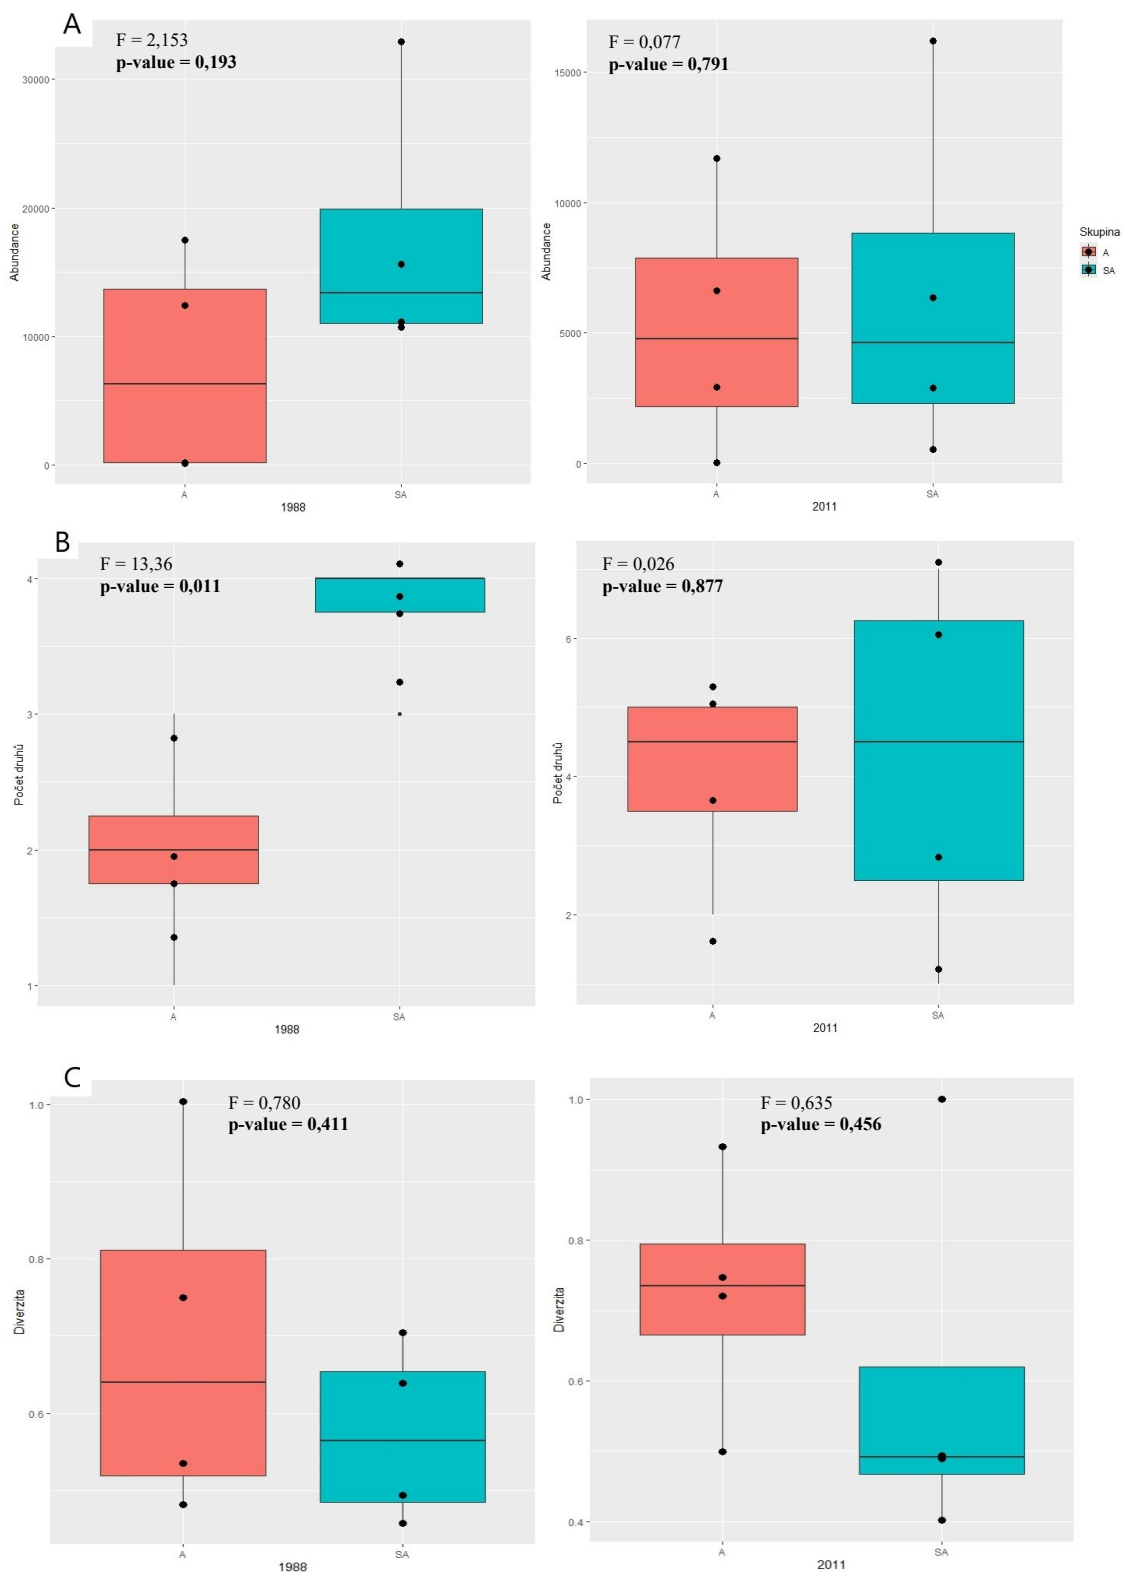 A
F = 2,153
p-value = 0,193
30000
20000
10000
0
Abundance
A
SA
1988
F = 0,077
p-value = 0,791
15000
10000
5000
0
Abundance
A
SA
2011
Skupina
A
SA
B
F = 13,36
p-value = 0,011
4
3
2
1
Počet druhů
A
SA
1988
F = 0,026
p-value = 0,877
6
4
2
Počet druhů
A
SA
2011
C
F = 0,780
p-value = 0,411
1.0
0.8
0.6
Diverzita
A
SA
1988
F = 0,635
p-value = 0,456
1.0
0.8
0.6
0.4
Diverzita
A
SA
2011